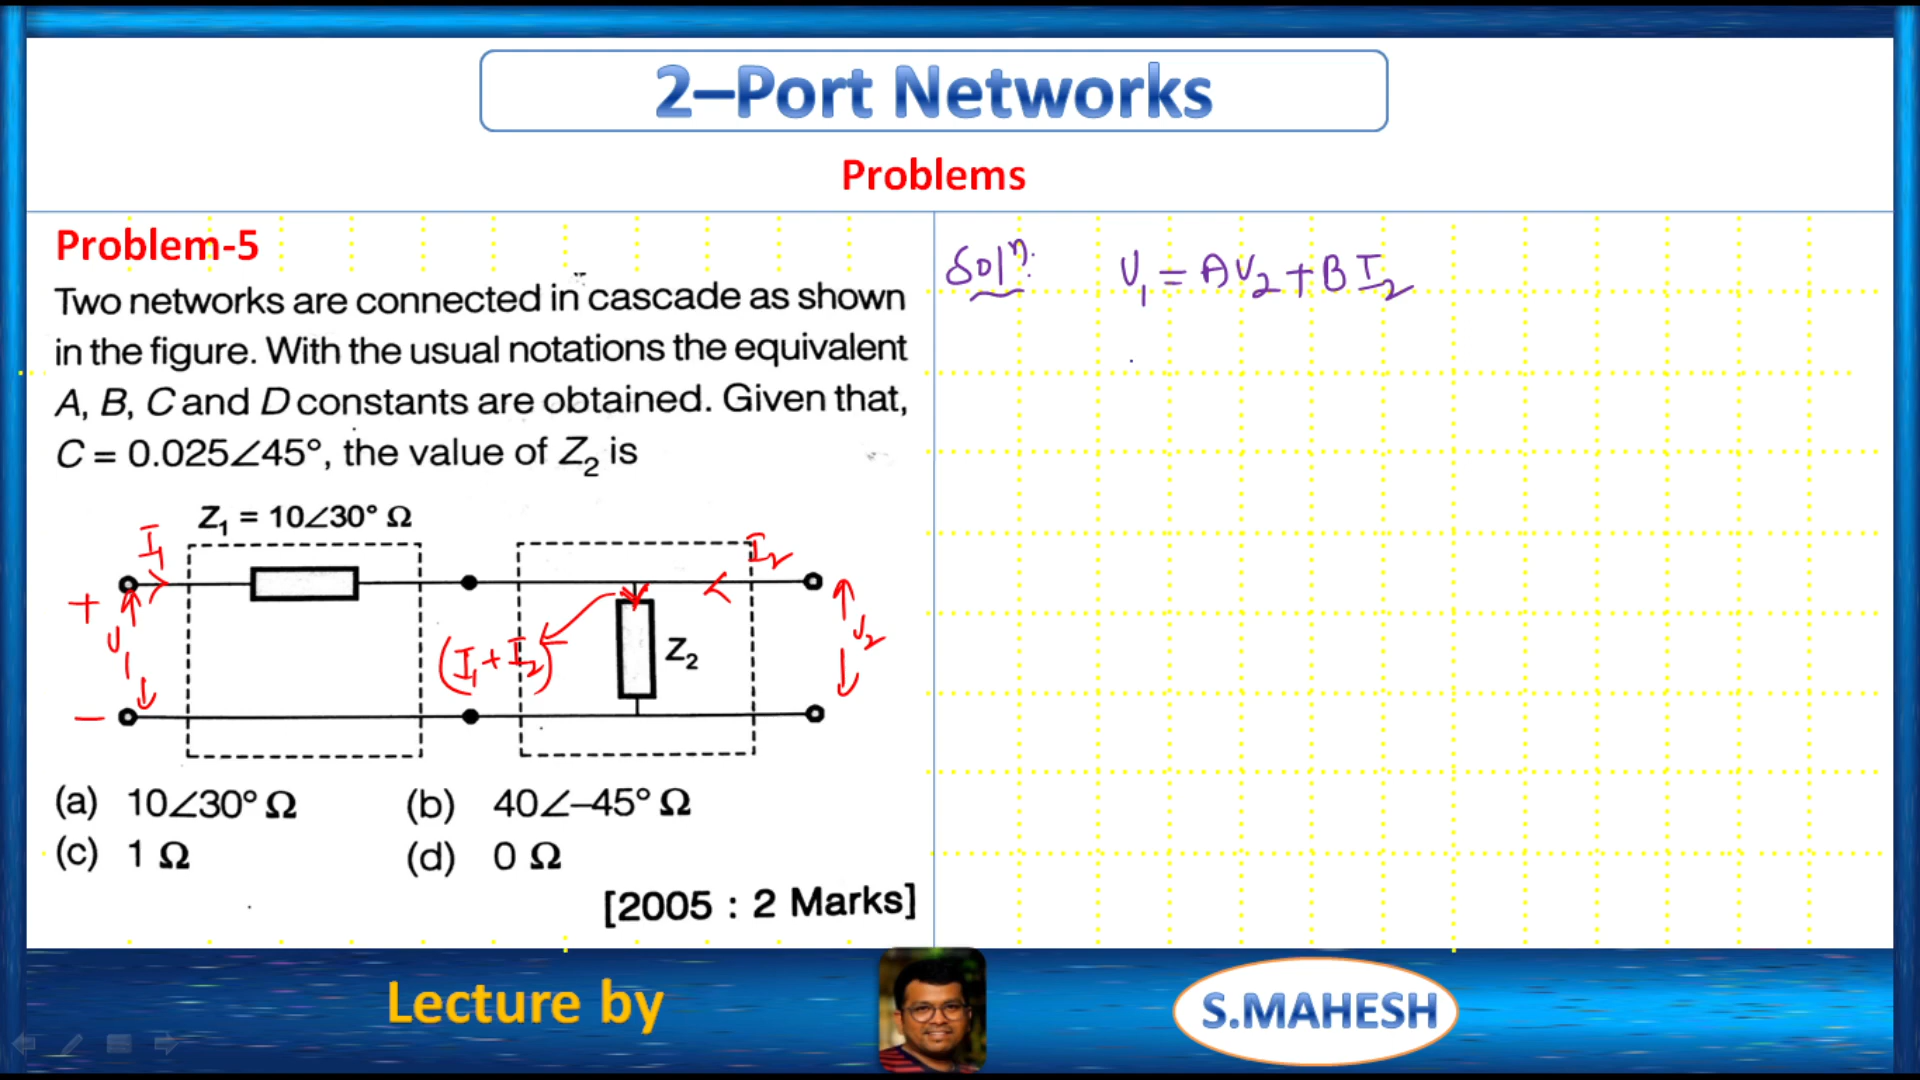 2–Port Networks
Problems
Problem-5
Two networks are connected in cascade as shown
in the figure. With the usual notations the equivalent
A, B, C and D constants are obtained. Given that,
C = 0.025∠45°, the value of Z₂ is
Z₁ = 10∠30° Ω
I₁
I₂
+
V₁
(I₁ + I₂)
Z₂
V₂
−
(a) 10∠30° Ω (b) 40∠–45° Ω
(c) 1 Ω (d) 0 Ω
[2005 : 2 Marks]
Solⁿ:
V₁ = AV₂ + BI₂
Lecture by
S.MAHESH